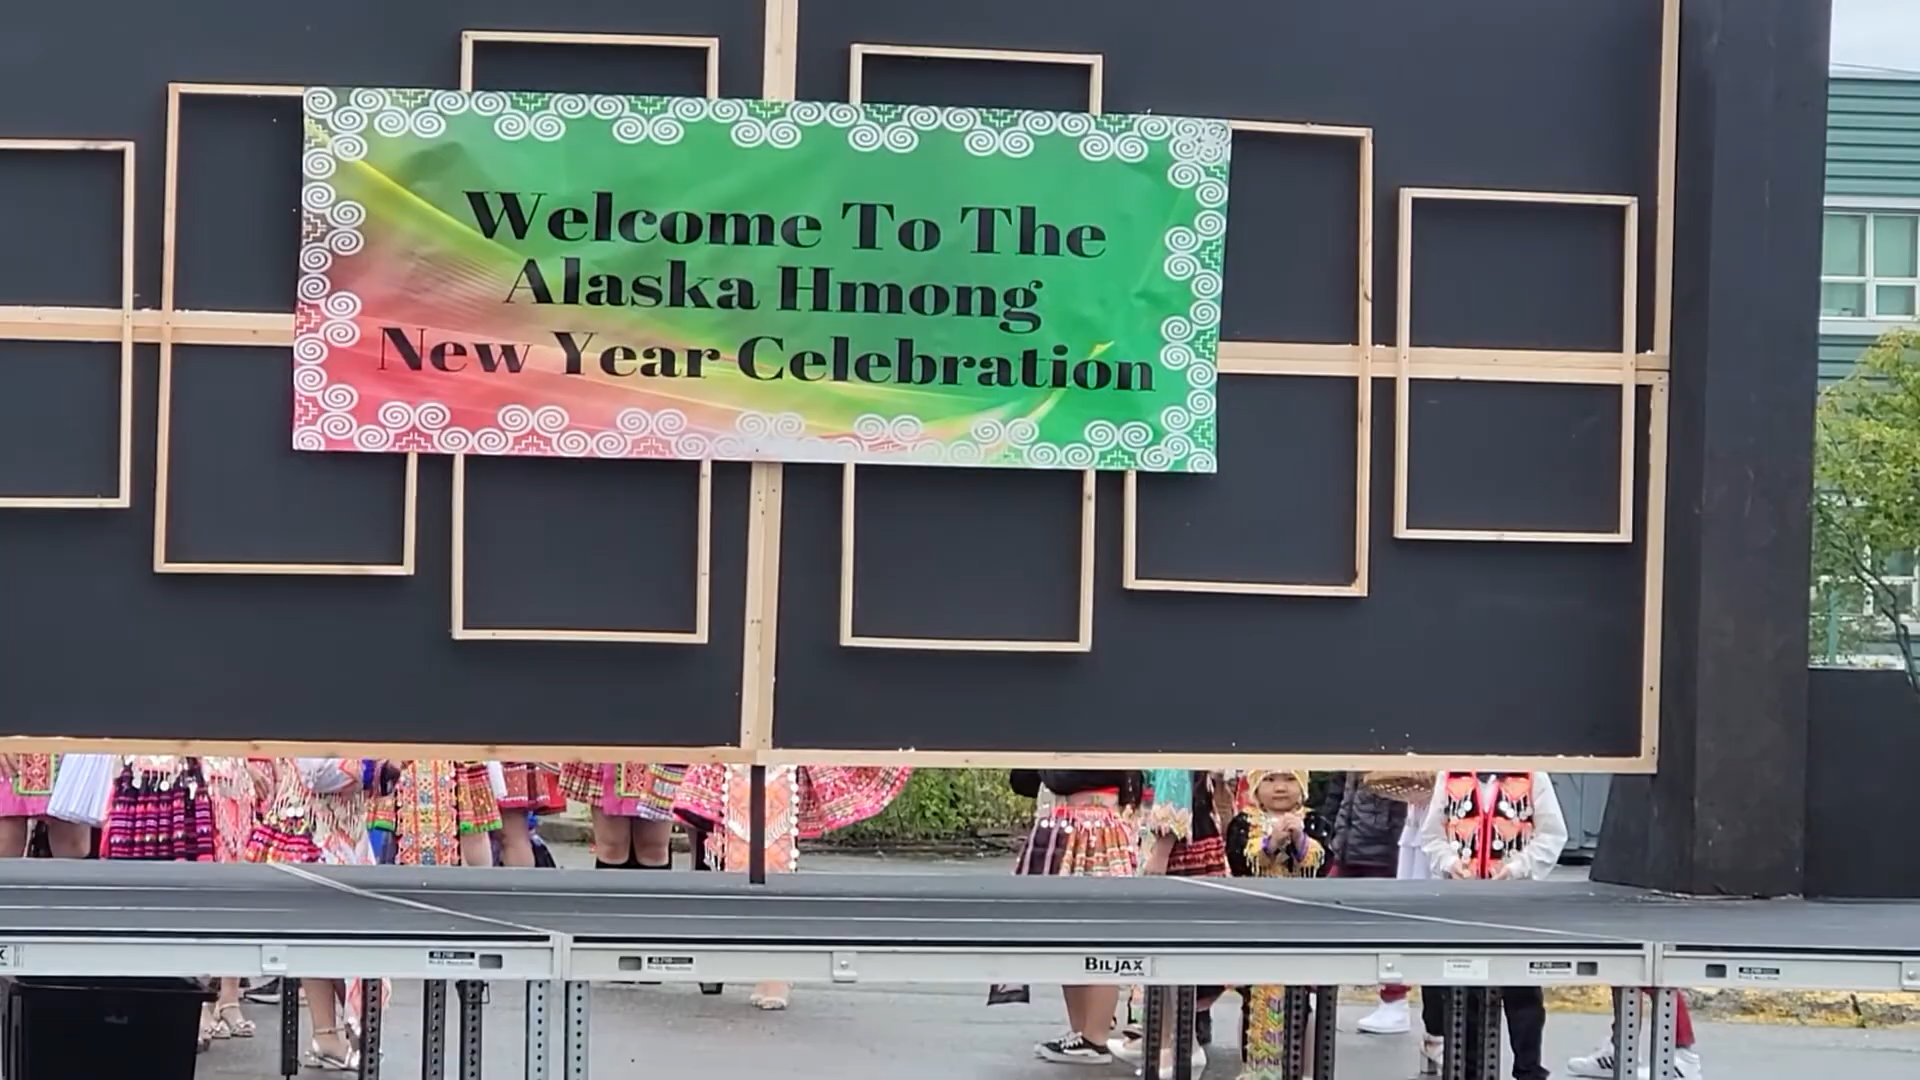 Welcome To The
Alaska Hmong
New Year Celebration
BILJAX